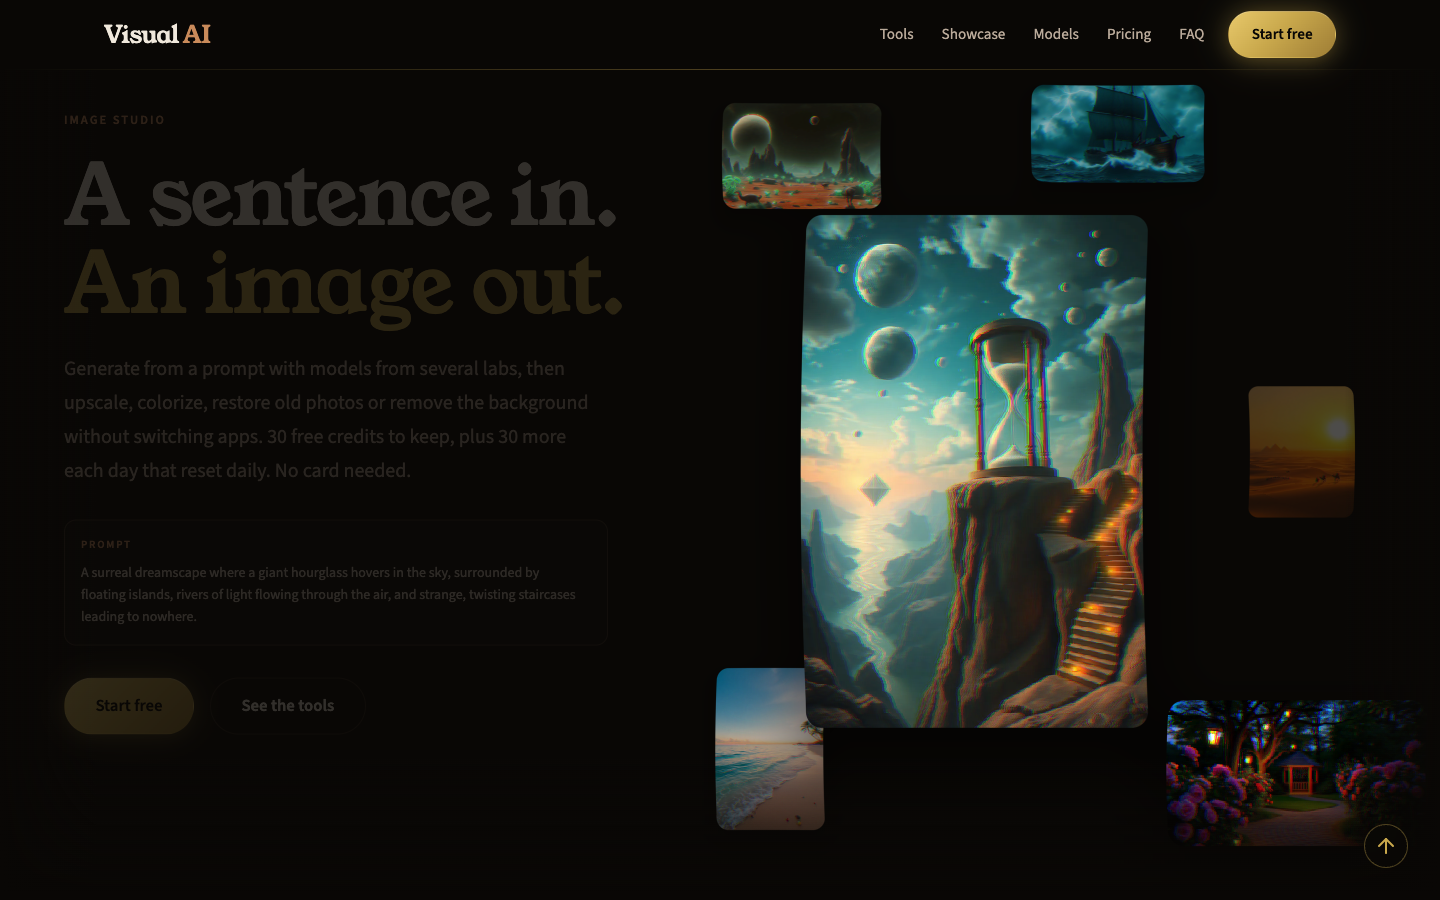 Visual AI
Tools
Showcase
Models
Pricing
FAQ
Start free
IMAGE STUDIO
A sentence in.
An image out.
Generate from a prompt with models from several labs, then
upscale, colorize, restore old photos or remove the background
without switching apps. 30 free credits to keep, plus 30 more
each day that reset daily. No card needed.
PROMPT
A surreal dreamscape where a giant hourglass hovers in the sky, surrounded by
floating islands, rivers of light flowing through the air, and strange, twisting staircases
leading to nowhere.
Start free
See the tools